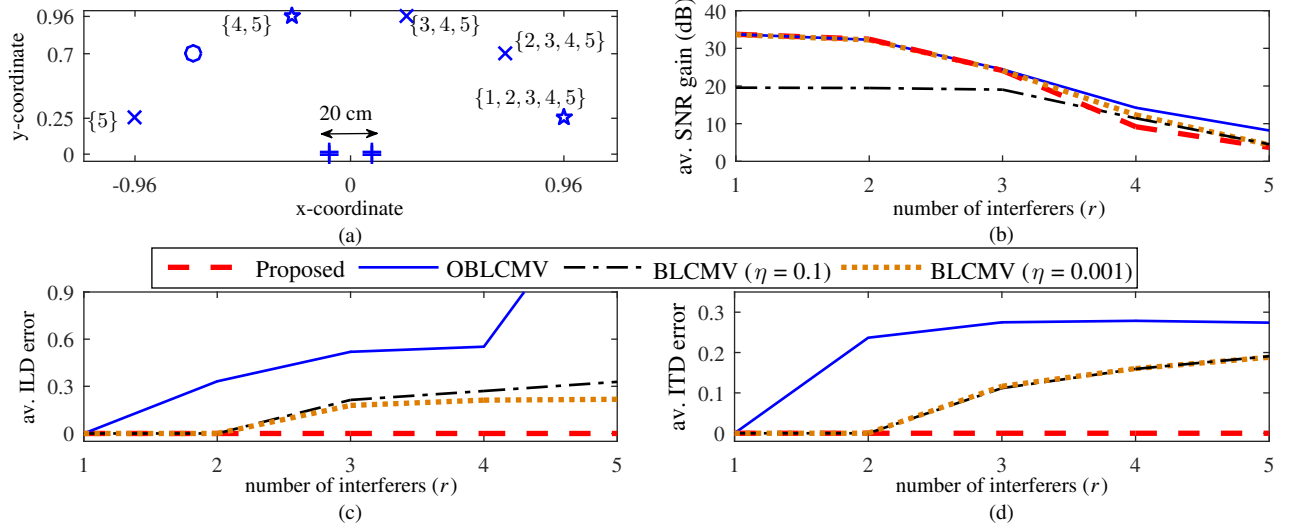 0.96
0.7
0.25
0
y-coordinate
{4, 5}
{3, 4, 5}
{2, 3, 4, 5}
{1, 2, 3, 4, 5}
{5}
20 cm
-0.96 0 0.96
x-coordinate
(a)
40
30
20
10
0
av. SNR gain (dB)
1 2 3 4 5
number of interferers (r)
(b)
Proposed OBLCMV BLCMV (η = 0.1) BLCMV (η = 0.001)
0.9
0.6
0.3
0
av. ILD error
1 2 3 4 5
number of interferers (r)
(c)
0.3
0.2
0.1
0
av. ITD error
1 2 3 4 5
number of interferers (r)
(d)